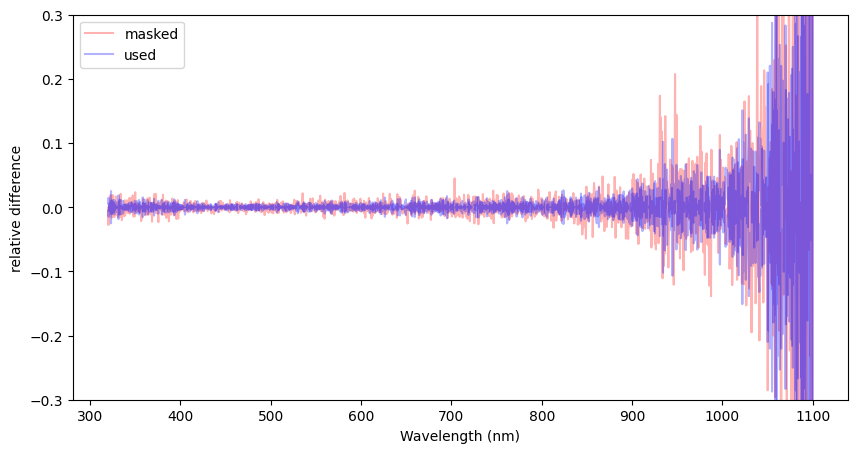 masked
used
0.3
0.2
0.1
0.0
−0.1
−0.2
−0.3
relative difference
300 400 500 600 700 800 900 1000 1100
Wavelength (nm)